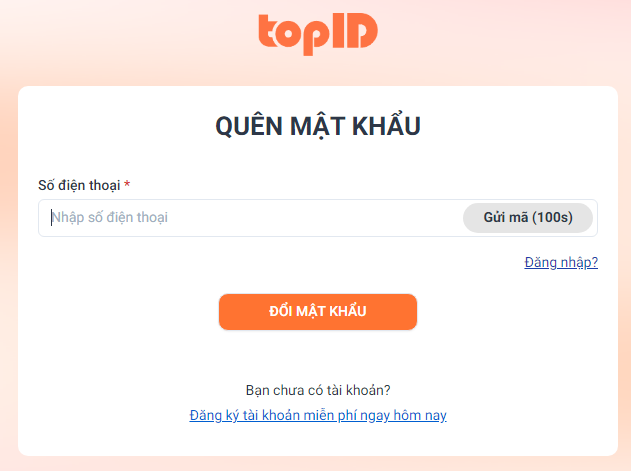 topID
QUÊN MẬT KHẨU
Số điện thoại *
Nhập số điện thoại
Gửi mã (100s)
Đăng nhập?
ĐỔI MẬT KHẨU
Bạn chưa có tài khoản?
Đăng ký tài khoản miễn phí ngay hôm nay